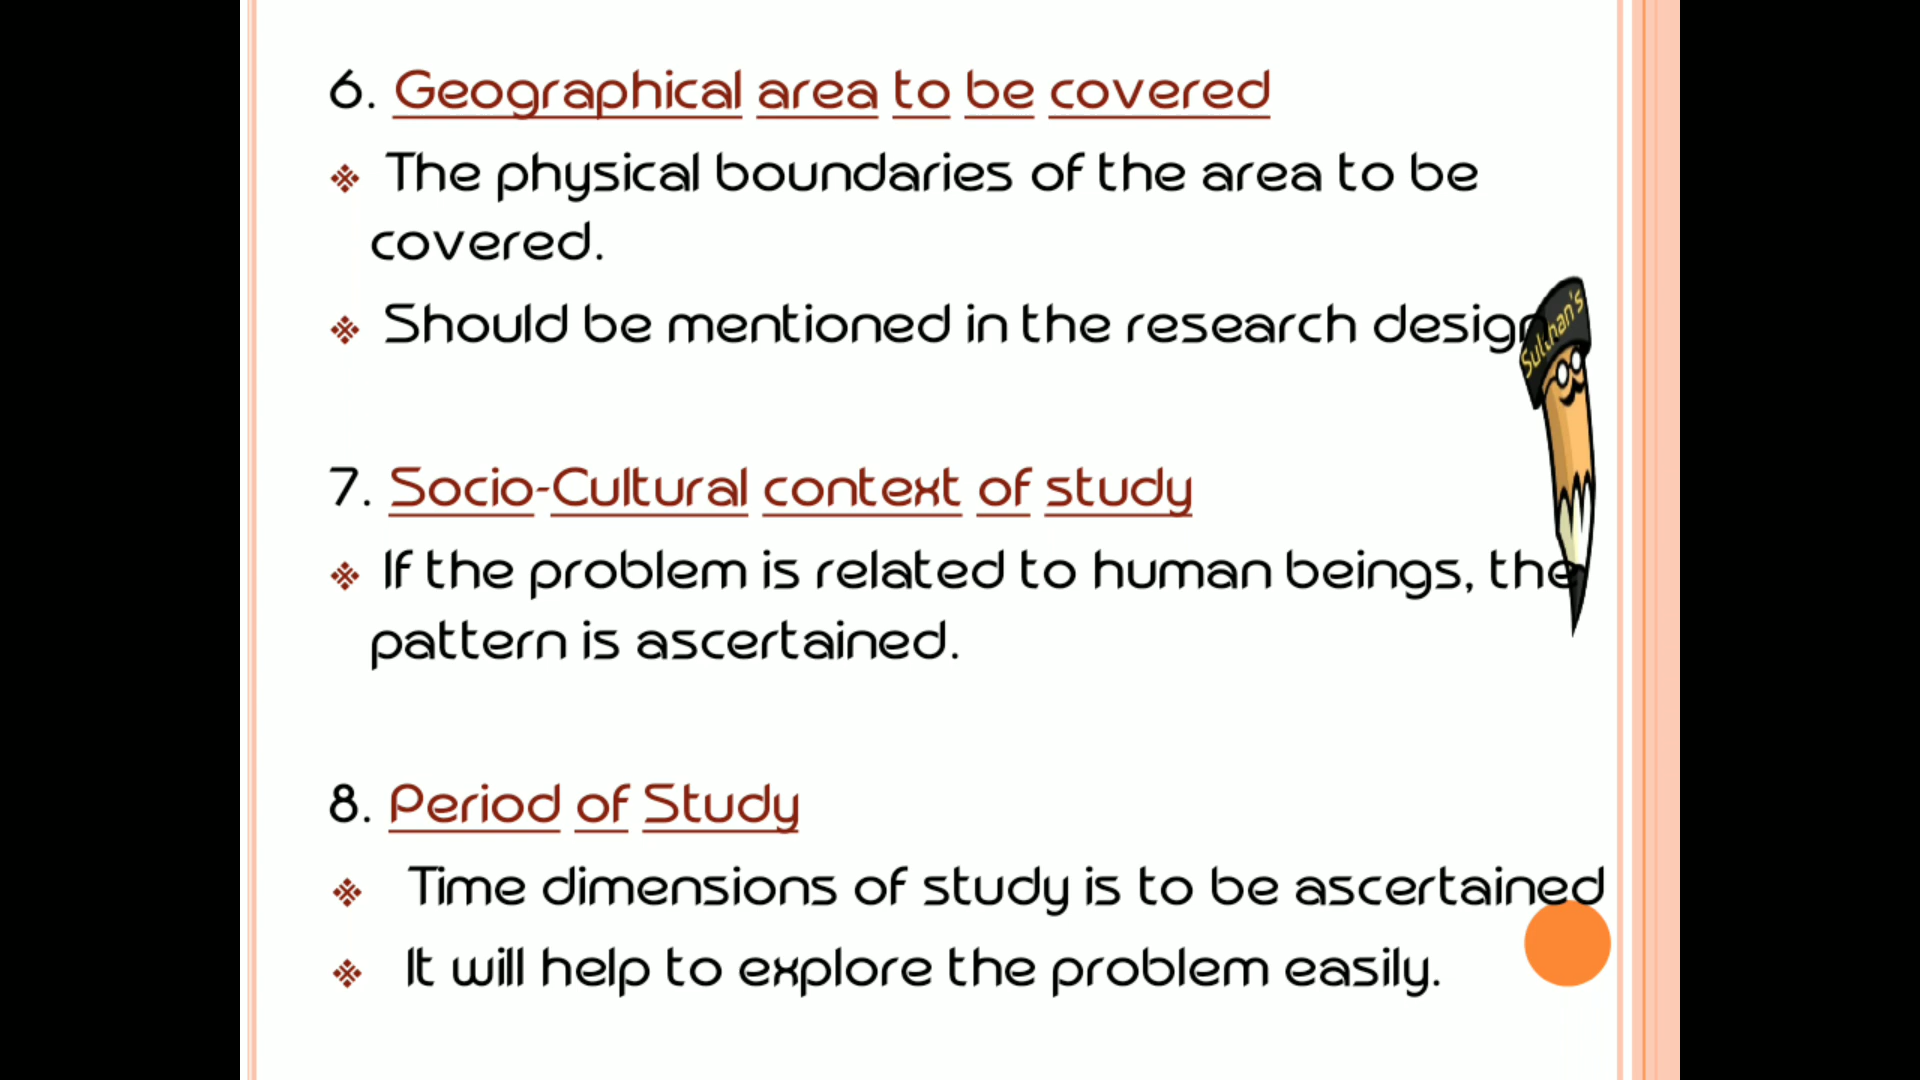 6. Geographical area to be covered
❖ The physical boundaries of the area to be
covered.
❖ Should be mentioned in the research design
Sulthan's
7. Socio-Cultural context of study
❖ If the problem is related to human beings, the
pattern is ascertained.
8. Period of Study
❖ Time dimensions of study is to be ascertained
❖ It will help to explore the problem easily.